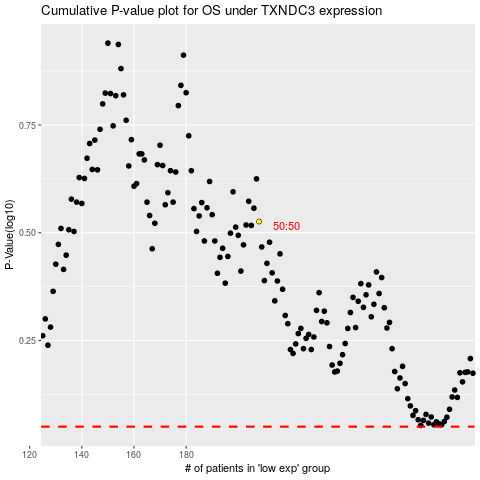 Cumulative P-value plot for OS under TXNDC3 expression
P-Value(log10)
0.75
0.50
0.25
50:50
120 140 160 180
# of patients in 'low exp' group